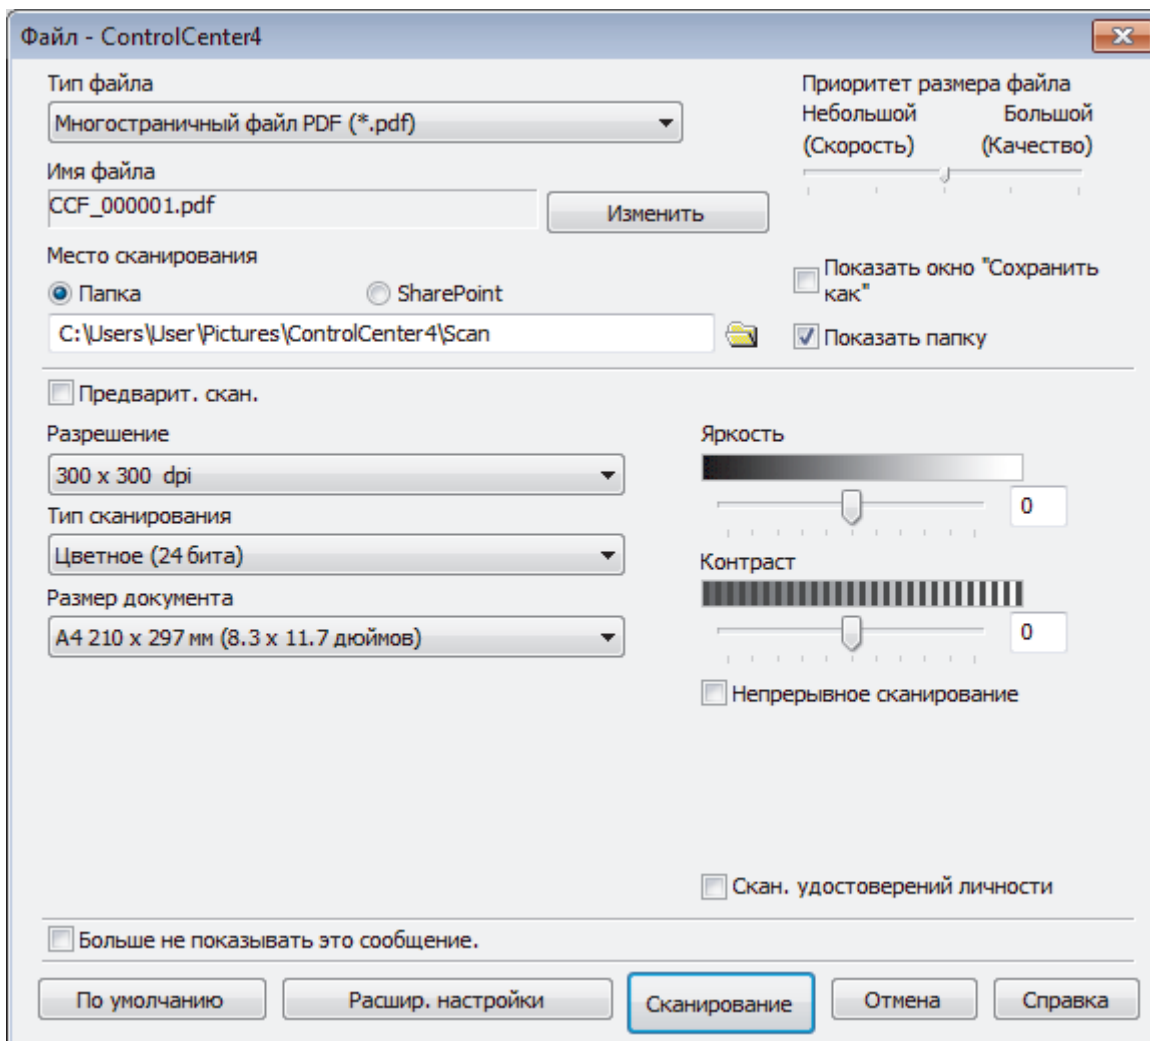 Файл - ControlCenter4
Тип файла
Многостраничный файл PDF (*.pdf)
Приоритет размера файла
Небольшой Большой
(Скорость) (Качество)
Имя файла
CCF_000001.pdf
Изменить
Место сканирования
Папка
SharePoint
C:\Users\User\Pictures\ControlCenter4\Scan
Показать окно "Сохранить
как"
Показать папку
Предварит. скан.
Разрешение
300 x 300 dpi
Тип сканирования
Цветное (24 бита)
Размер документа
A4 210 x 297 мм (8.3 x 11.7 дюймов)
Яркость
0
Контраст
0
Непрерывное сканирование
Скан. удостоверений личности
Больше не показывать это сообщение.
По умолчанию
Расшир. настройки
Сканирование
Отмена
Справка